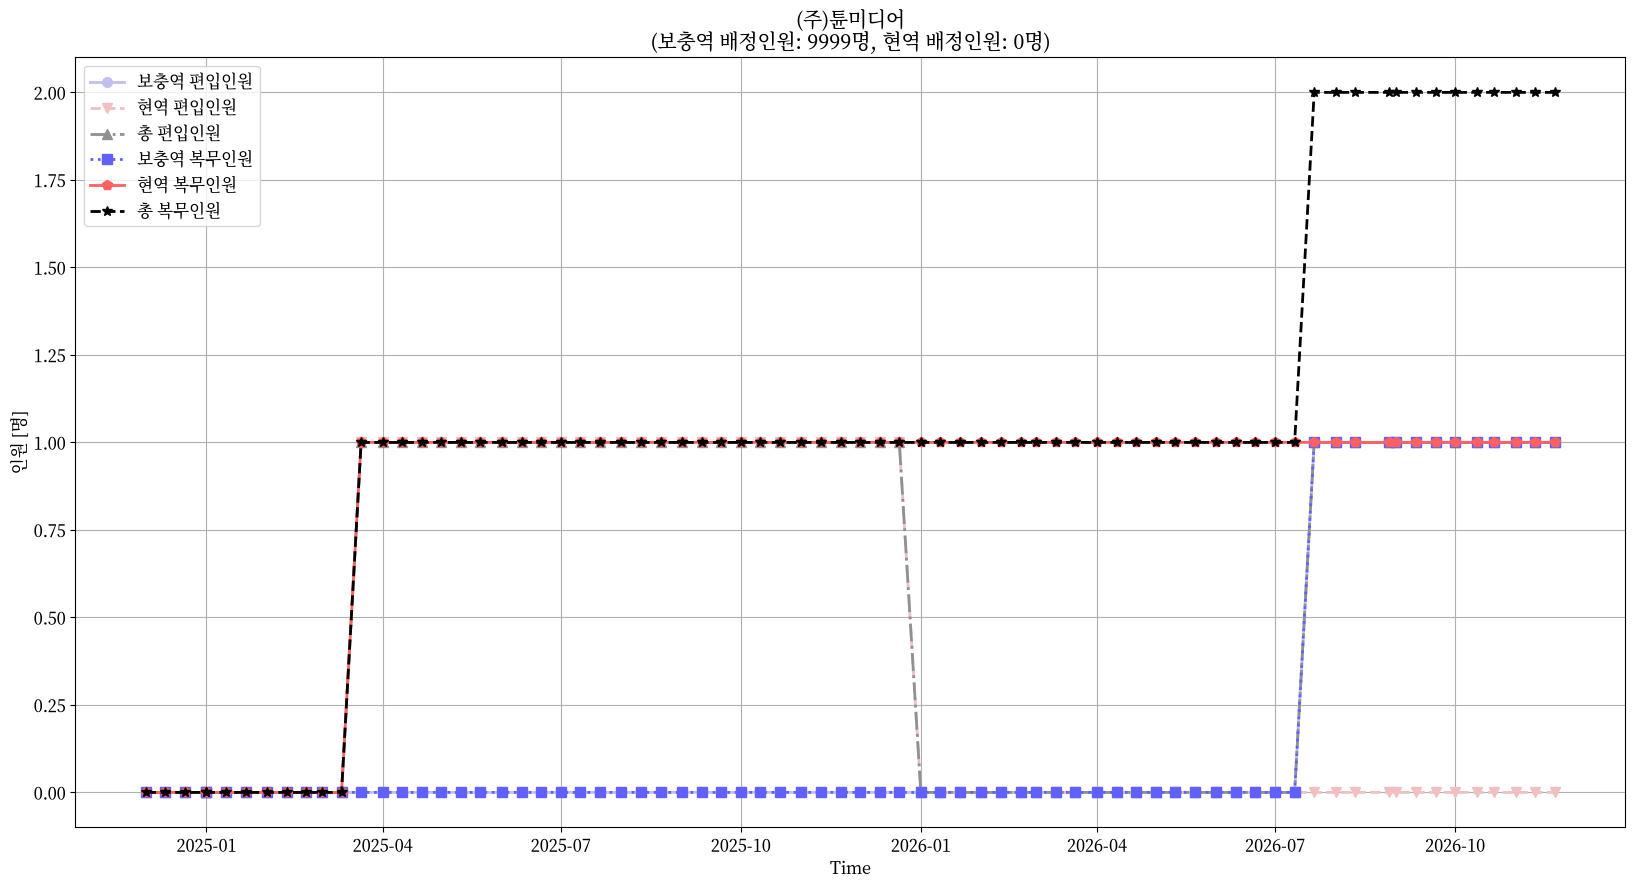 (주)튠미디어
(보충역 배정인원: 9999명, 현역 배정인원: 0명)
보충역 편입인원
현역 편입인원
총 편입인원
보충역 복무인원
현역 복무인원
총 복무인원
2.00
1.75
1.50
1.25
1.00
0.75
0.50
0.25
0.00
인원 [명]
2025-01
2025-04
2025-07
2025-10
2026-01
2026-04
2026-07
2026-10
Time